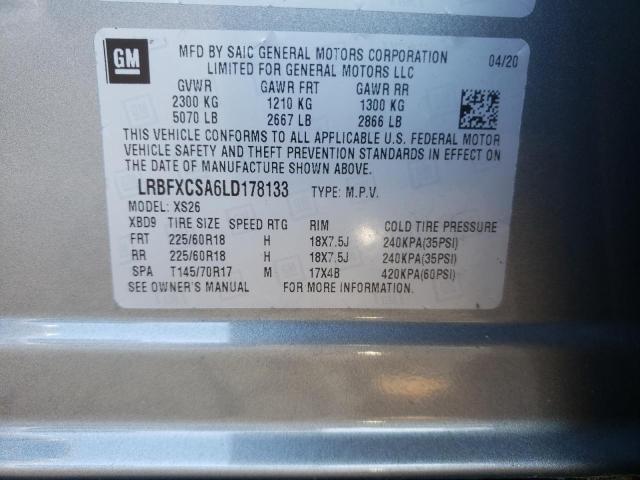 GM
MFD BY SAIC GENERAL MOTORS CORPORATION 04/20
LIMITED FOR GENERAL MOTORS LLC
GVWR GAWR FRT GAWR RR
2300 KG 1210 KG 1300 KG
5070 LB 2667 LB 2866 LB
THIS VEHICLE CONFORMS TO ALL APPLICABLE U.S. FEDERAL MOTOR
VEHICLE SAFETY AND THEFT PREVENTION STANDARDS IN EFFECT ON
THE DATE OF MANUFACTURE SHOWN ABOVE.
LRBFXCSA6LD178133 TYPE: M.P.V.
MODEL: XS26
XBD9 TIRE SIZE SPEED RTG RIM COLD TIRE PRESSURE
FRT 225/60R18 H 18X7.5J 240KPA(35PSI)
RR 225/60R18 H 18X7.5J 240KPA(35PSI)
SPA T145/70R17 M 17X4B 420KPA(60PSI)
SEE OWNER'S MANUAL FOR MORE INFORMATION.